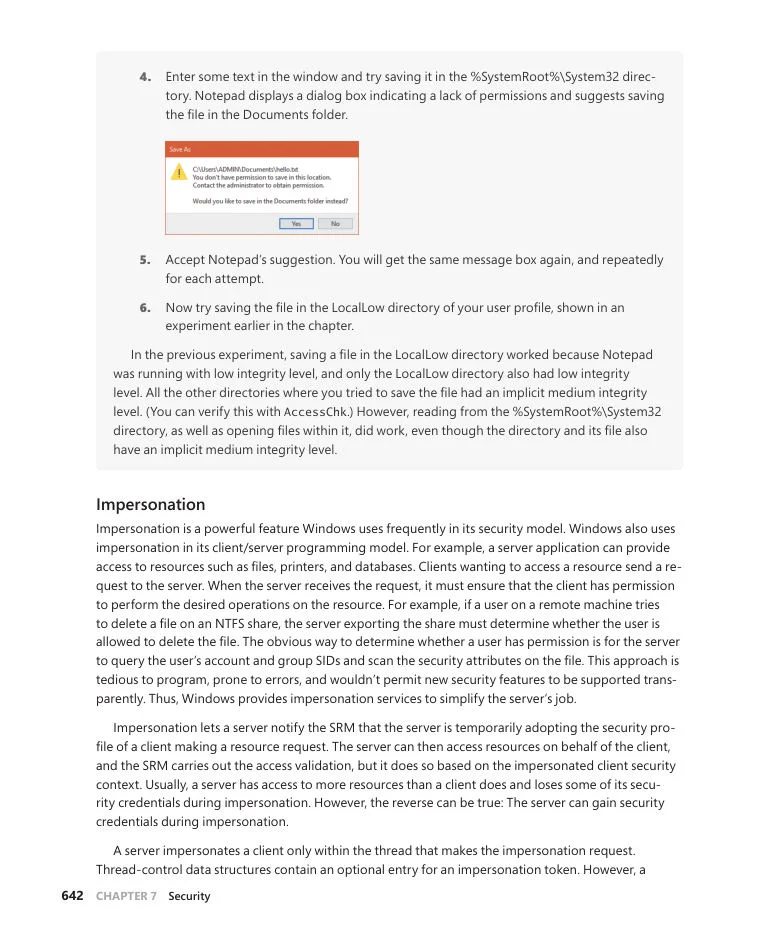 4. Enter some text in the window and try saving it in the %SystemRoot%\System32 direc-
tory. Notepad displays a dialog box indicating a lack of permissions and suggests saving
the file in the Documents folder.
Save As
C:\Users\ADMIN\Documents\hello.txt
You don't have permission to save in this location.
Contact the administrator to obtain permission.
Would you like to save in the Documents folder instead?
Yes No
5. Accept Notepad's suggestion. You will get the same message box again, and repeatedly
for each attempt.
6. Now try saving the file in the LocalLow directory of your user profile, shown in an
experiment earlier in the chapter.
In the previous experiment, saving a file in the LocalLow directory worked because Notepad
was running with low integrity level, and only the LocalLow directory also had low integrity
level. All the other directories where you tried to save the file had an implicit medium integrity
level. (You can verify this with AccessChk.) However, reading from the %SystemRoot%\System32
directory, as well as opening files within it, did work, even though the directory and its file also
have an implicit medium integrity level.
Impersonation
Impersonation is a powerful feature Windows uses frequently in its security model. Windows also uses
impersonation in its client/server programming model. For example, a server application can provide
access to resources such as files, printers, and databases. Clients wanting to access a resource send a re-
quest to the server. When the server receives the request, it must ensure that the client has permission
to perform the desired operations on the resource. For example, if a user on a remote machine tries
to delete a file on an NTFS share, the server exporting the share must determine whether the user is
allowed to delete the file. The obvious way to determine whether a user has permission is for the server
to query the user's account and group SIDs and scan the security attributes on the file. This approach is
tedious to program, prone to errors, and wouldn't permit new security features to be supported trans-
parently. Thus, Windows provides impersonation services to simplify the server's job.
Impersonation lets a server notify the SRM that the server is temporarily adopting the security pro-
file of a client making a resource request. The server can then access resources on behalf of the client,
and the SRM carries out the access validation, but it does so based on the impersonated client security
context. Usually, a server has access to more resources than a client does and loses some of its secu-
rity credentials during impersonation. However, the reverse can be true: The server can gain security
credentials during impersonation.
A server impersonates a client only within the thread that makes the impersonation request.
Thread-control data structures contain an optional entry for an impersonation token. However, a
642 CHAPTER 7 Security